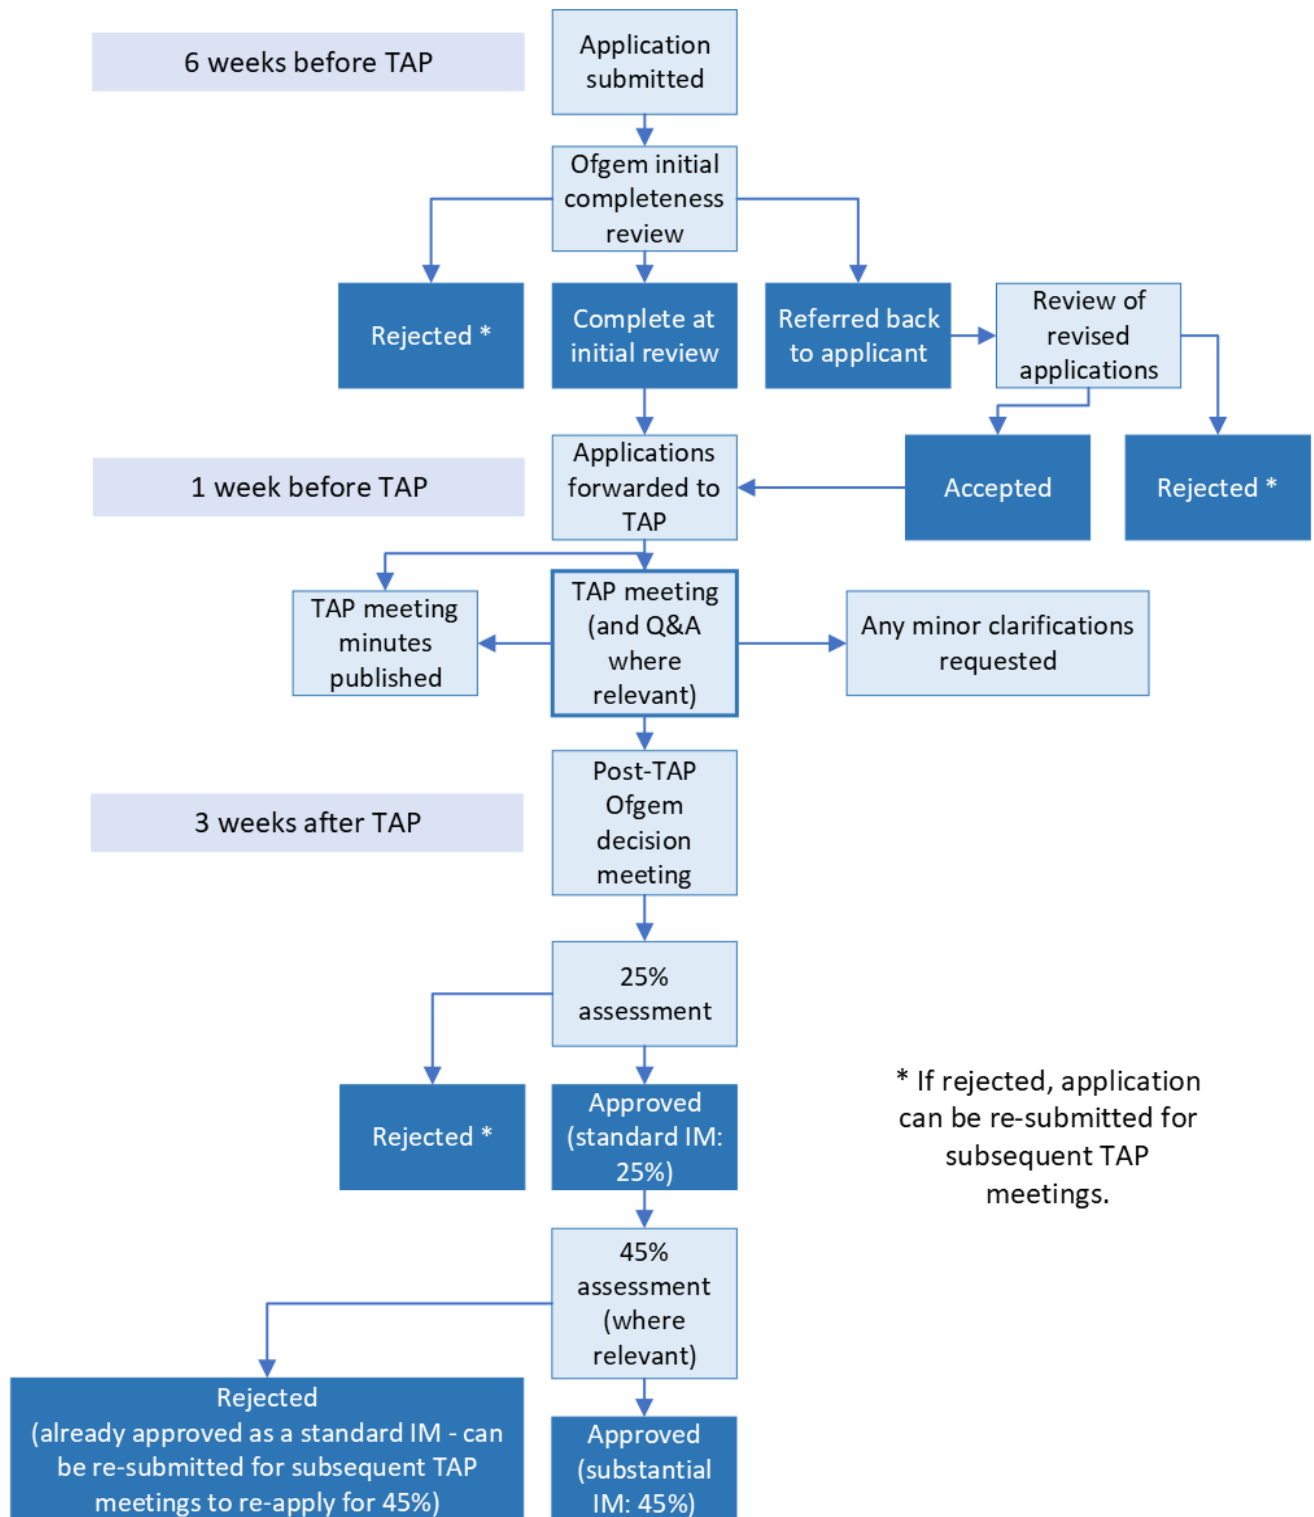 6 weeks before TAP
Application
submitted
Ofgem initial
completeness
review
Rejected *
Complete at
initial review
Referred back
to applicant
Review of
revised
applications
1 week before TAP
Applications
forwarded to
TAP
Accepted
Rejected *
TAP meeting
minutes
published
TAP meeting
(and Q&A
where
relevant)
Any minor clarifications
requested
3 weeks after TAP
Post-TAP
Ofgem
decision
meeting
25%
assessment
Rejected *
Approved
(standard IM:
25%)
* If rejected, application
can be re-submitted for
subsequent TAP
meetings.
45%
assessment
(where
relevant)
Rejected
(already approved as a standard IM - can
be re-submitted for subsequent TAP
meetings to re-apply for 45%)
Approved
(substantial
IM: 45%)